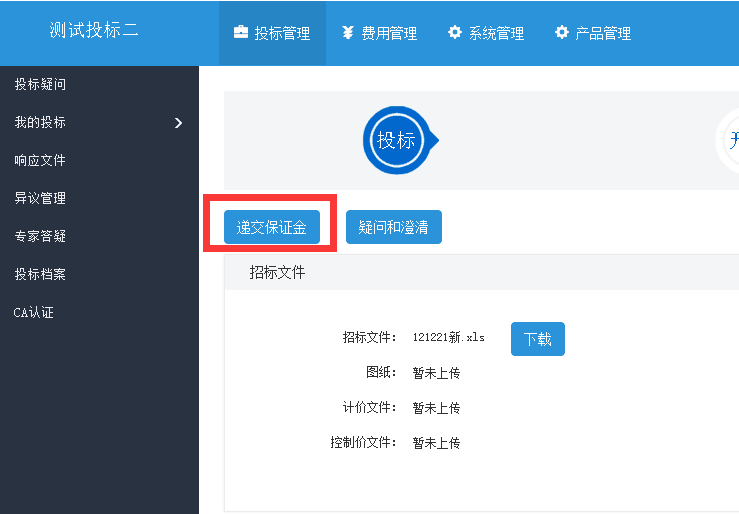 测试投标二
投标管理
费用管理
系统管理
产品管理
投标疑问
我的投标
响应文件
异议管理
专家答疑
投标档案
CA认证
投标
递交保证金
疑问和澄清
招标文件
招标文件： 121221新.xls 下载
图纸： 暂未上传
计价文件： 暂未上传
控制价文件： 暂未上传